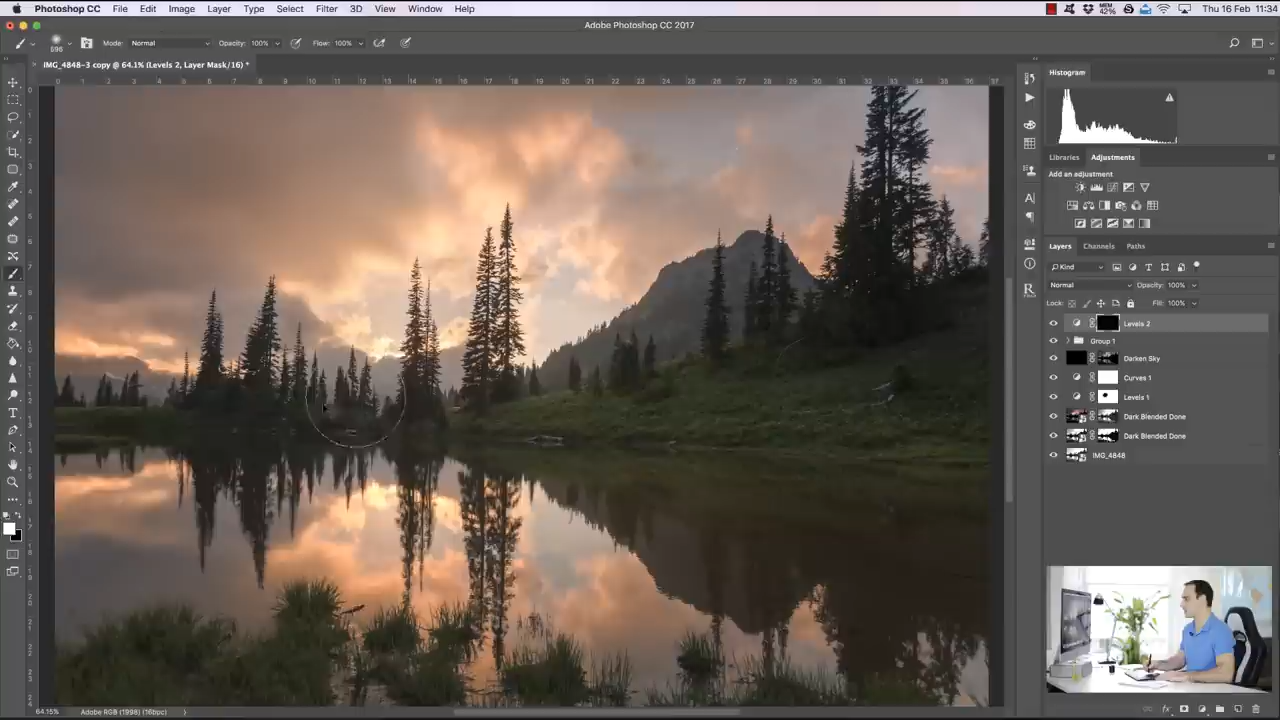 Photoshop CC File Edit Image Layer Type Select Filter 3D View Window Help MEM 42% Thu 16 Feb 11:34
Adobe Photoshop CC 2017
596 Mode: Normal Opacity: 100% Flow: 100%
IMG_4848-3 copy @ 64.1% (Levels 2, Layer Mask/16) *
Histogram
Libraries Adjustments
Add an adjustment
Layers Channels Paths
Kind
Normal Opacity: 100%
Lock: Fill: 100%
Levels 2
Group 1
Darken Sky
Curves 1
Levels 1
Dark Blended Done
Dark Blended Done
IMG_4848
64.15% Adobe RGB (1998) (16bpc)